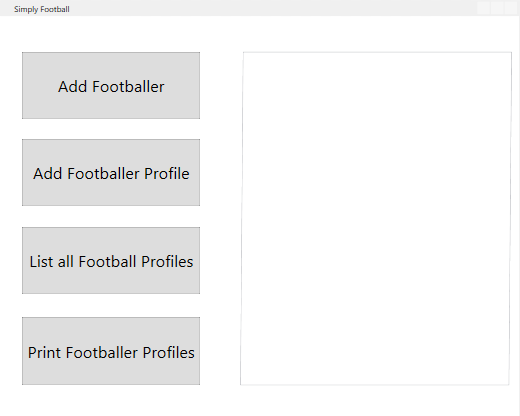 Simply Football
Add Footballer
Add Footballer Profile
List all Football Profiles
Print Footballer Profiles